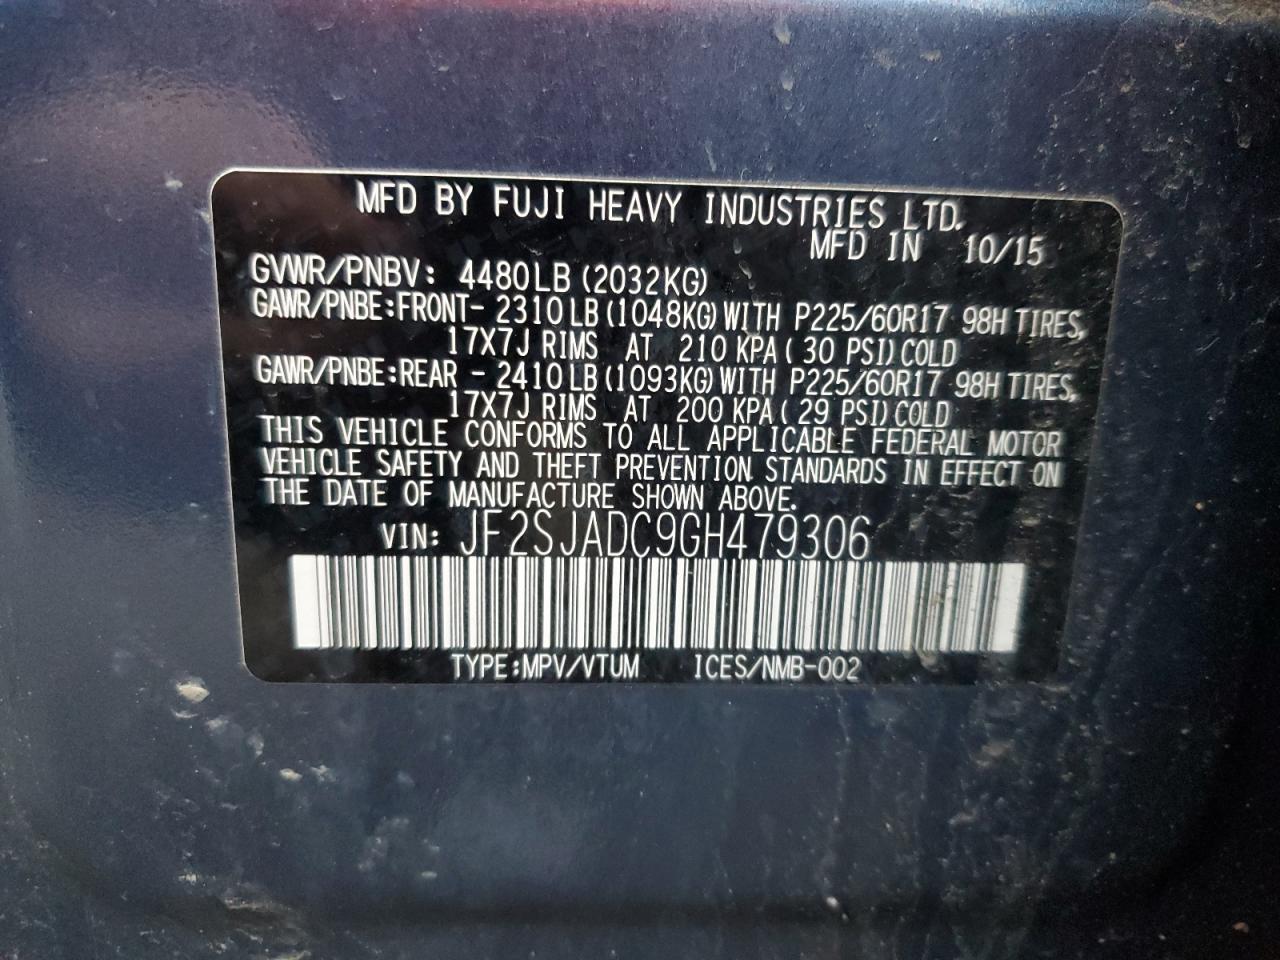 MFD BY FUJI HEAVY INDUSTRIES LTD.
MFD IN 10/15
GVWR/PNBV: 4480LB (2032KG)
GAWR/PNBE:FRONT- 2310LB (1048KG) WITH P225/60R17 98H TIRES,
17X7J RIMS AT 210 KPA ( 30 PSI) COLD
GAWR/PNBE:REAR - 2410LB (1093KG) WITH P225/60R17 98H TIRES,
17X7J RIMS AT 200 KPA ( 29 PSI) COLD
THIS VEHICLE CONFORMS TO ALL APPLICABLE FEDERAL MOTOR
VEHICLE SAFETY AND THEFT PREVENTION STANDARDS IN EFFECT ON
THE DATE OF MANUFACTURE SHOWN ABOVE.
VIN: JF2SJADC9GH479306
TYPE:MPV/VTUM ICES/NMB-002